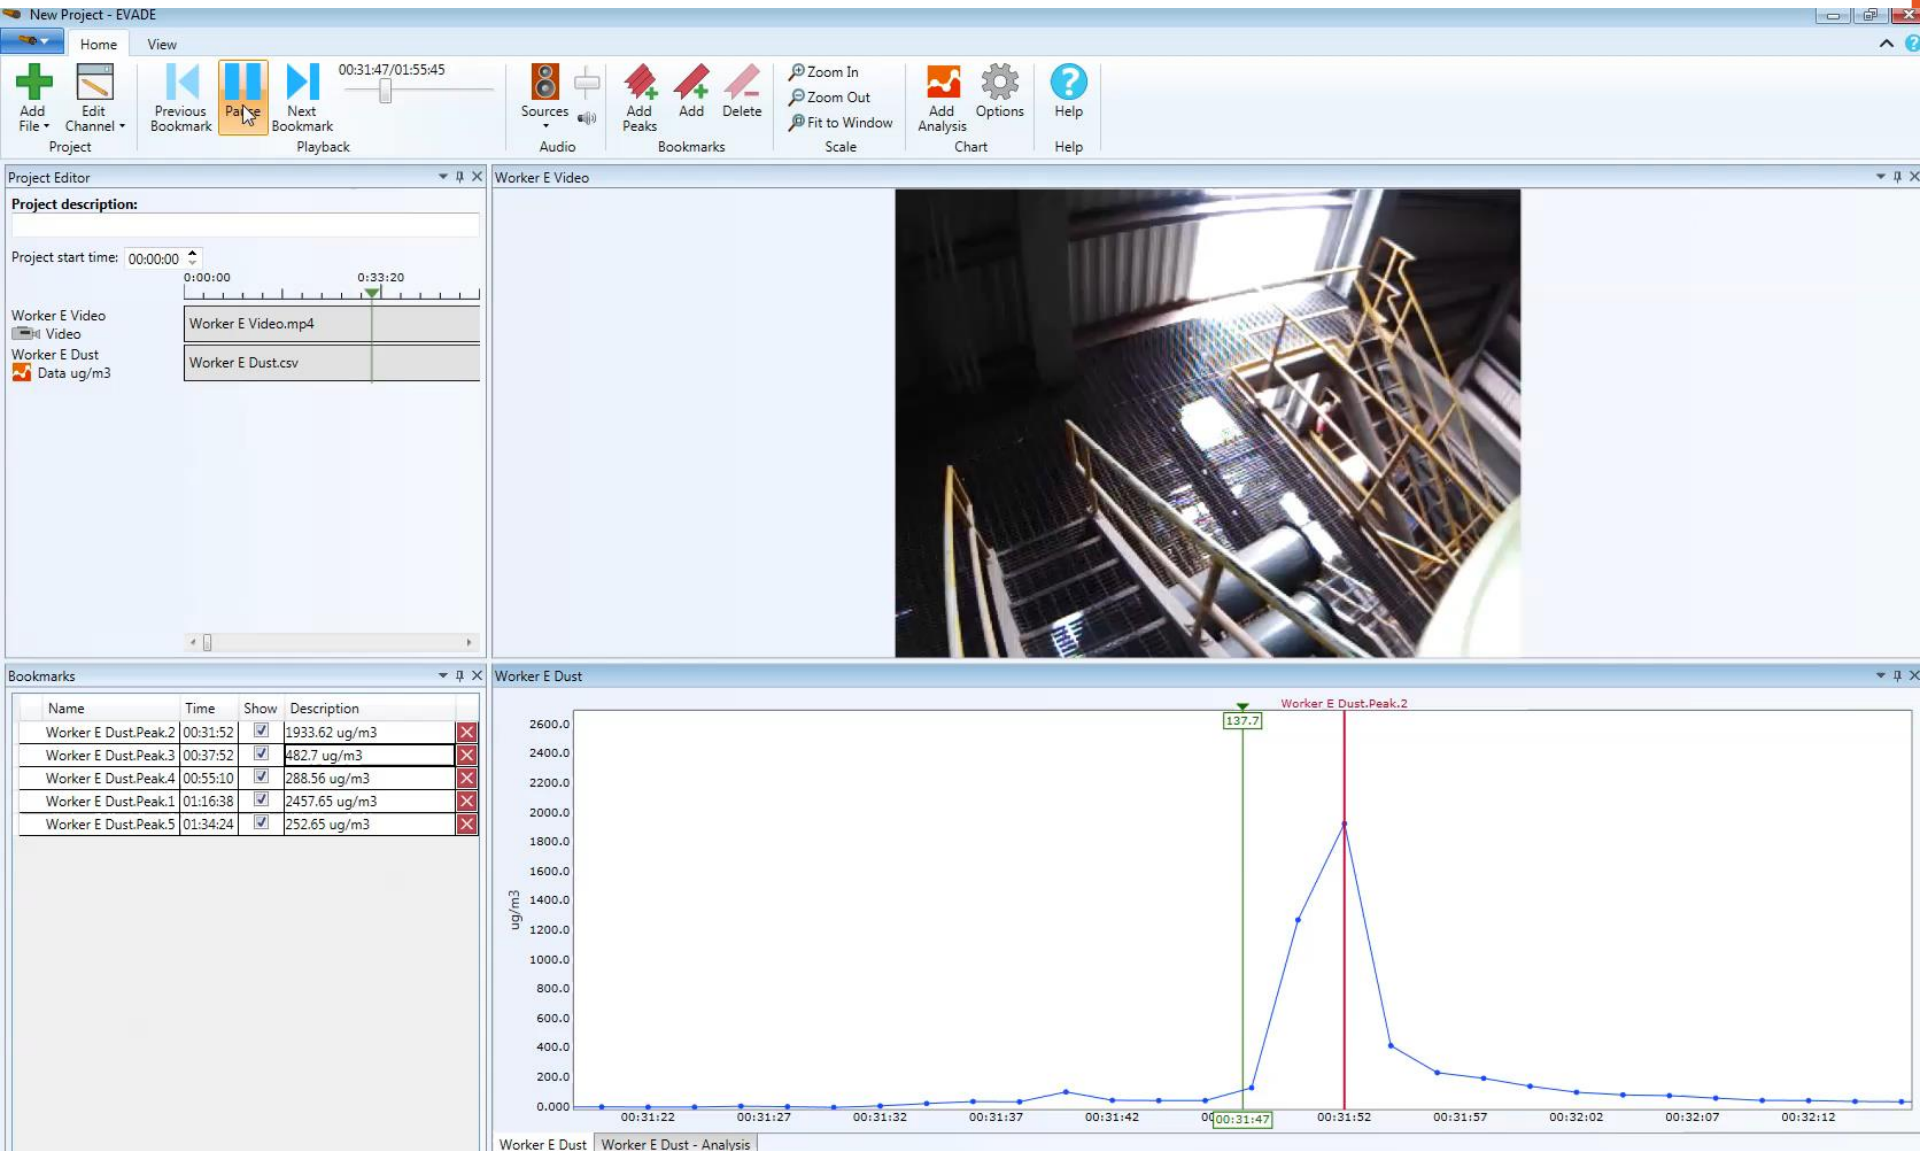 New Project - EVADE
Home View
00:31:47/01:55:45
Add File Edit Channel Previous Bookmark Pause Next Bookmark Sources Add Peaks Add Delete Zoom In Add Analysis Options Help
Zoom Out
Fit to Window
Project Playback Audio Bookmarks Scale Chart Help
Project Editor
Project description:
Project start time: 00:00:00
0:00:00 0:33:20
Worker E Video
Video
Worker E Video.mp4
Worker E Dust
Data ug/m3
Worker E Dust.csv
Worker E Video
Bookmarks
Name Time Show Description
Worker E Dust.Peak.2 00:31:52 1933.62 ug/m3
Worker E Dust.Peak.3 00:37:52 482.7 ug/m3
Worker E Dust.Peak.4 00:55:10 288.56 ug/m3
Worker E Dust.Peak.1 01:16:38 2457.65 ug/m3
Worker E Dust.Peak.5 01:34:24 252.65 ug/m3
Worker E Dust
Worker E Dust.Peak.2
137.7
2600.0
2400.0
2200.0
2000.0
1800.0
1600.0
1400.0
1200.0
1000.0
800.0
600.0
400.0
200.0
0.000
ug/m3
00:31:22 00:31:27 00:31:32 00:31:37 00:31:42 00:31:47 00:31:52 00:31:57 00:32:02 00:32:07 00:32:12
Worker E Dust Worker E Dust - Analysis